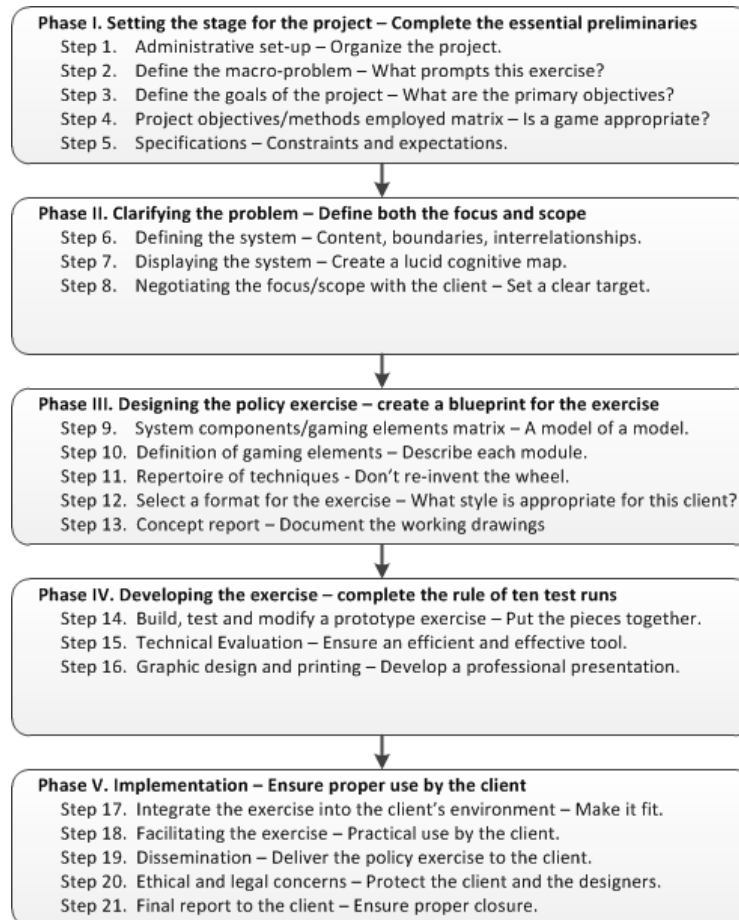 Phase I. Setting the stage for the project – Complete the essential preliminaries
Step 1. Administrative set-up – Organize the project.
Step 2. Define the macro-problem – What prompts this exercise?
Step 3. Define the goals of the project – What are the primary objectives?
Step 4. Project objectives/methods employed matrix – Is a game appropriate?
Step 5. Specifications – Constraints and expectations.
Phase II. Clarifying the problem – Define both the focus and scope
Step 6. Defining the system – Content, boundaries, interrelationships.
Step 7. Displaying the system – Create a lucid cognitive map.
Step 8. Negotiating the focus/scope with the client – Set a clear target.
Phase III. Designing the policy exercise – create a blueprint for the exercise
Step 9. System components/gaming elements matrix – A model of a model.
Step 10. Definition of gaming elements – Describe each module.
Step 11. Repertoire of techniques - Don't re-invent the wheel.
Step 12. Select a format for the exercise – What style is appropriate for this client?
Step 13. Concept report – Document the working drawings
Phase IV. Developing the exercise – complete the rule of ten test runs
Step 14. Build, test and modify a prototype exercise – Put the pieces together.
Step 15. Technical Evaluation – Ensure an efficient and effective tool.
Step 16. Graphic design and printing – Develop a professional presentation.
Phase V. Implementation – Ensure proper use by the client
Step 17. Integrate the exercise into the client's environment – Make it fit.
Step 18. Facilitating the exercise – Practical use by the client.
Step 19. Dissemination – Deliver the policy exercise to the client.
Step 20. Ethical and legal concerns – Protect the client and the designers.
Step 21. Final report to the client – Ensure proper closure.